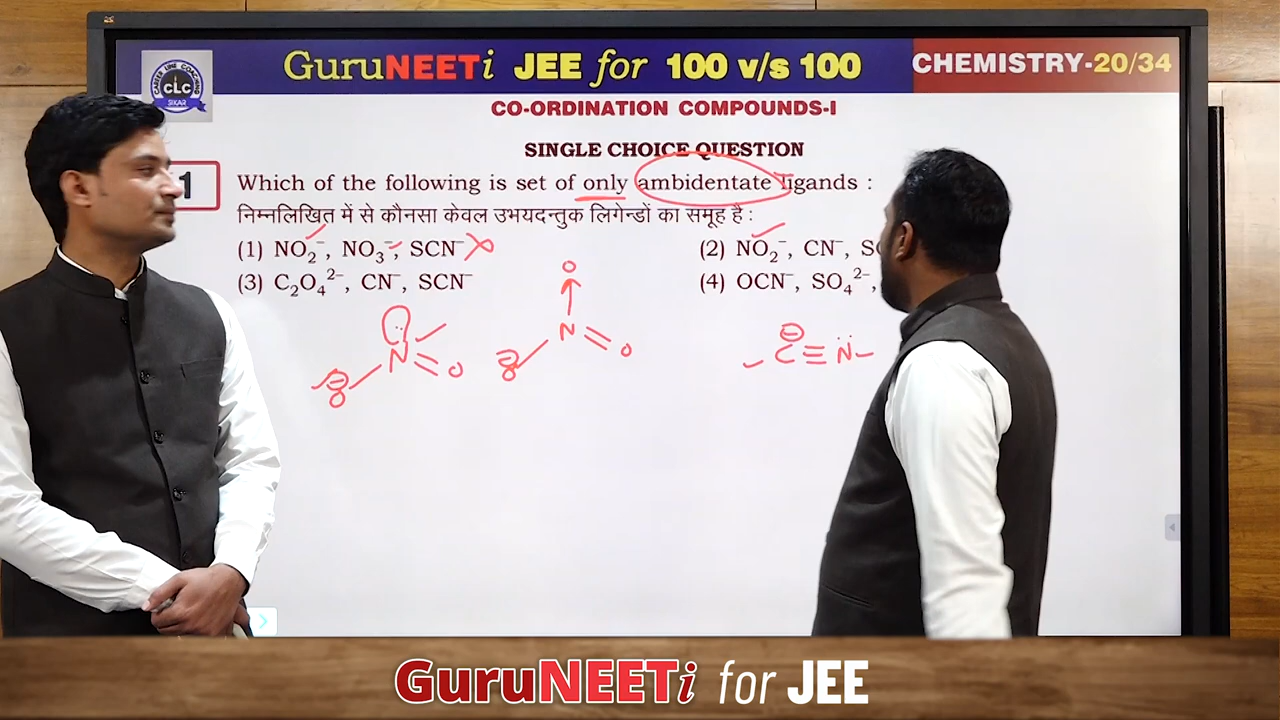 GuruNEETi JEE for 100 v/s 100
CHEMISTRY-20/34
CLC
SIKAR
CO-ORDINATION COMPOUNDS-I
SINGLE CHOICE QUESTION
1
Which of the following is set of only ambidentate ligands :
निम्नलिखित में से कौनसा केवल उभयदन्तुक लिगेन्डों का समूह है :
(1) NO₂⁻, NO₃⁻, SCN⁻
(2) NO₂⁻, CN⁻,
(3) C₂O₄²⁻, CN⁻, SCN⁻
(4) OCN⁻, SO₄²⁻,
O
N
O
O
N
O
O
C≡N
GuruNEETi for JEE